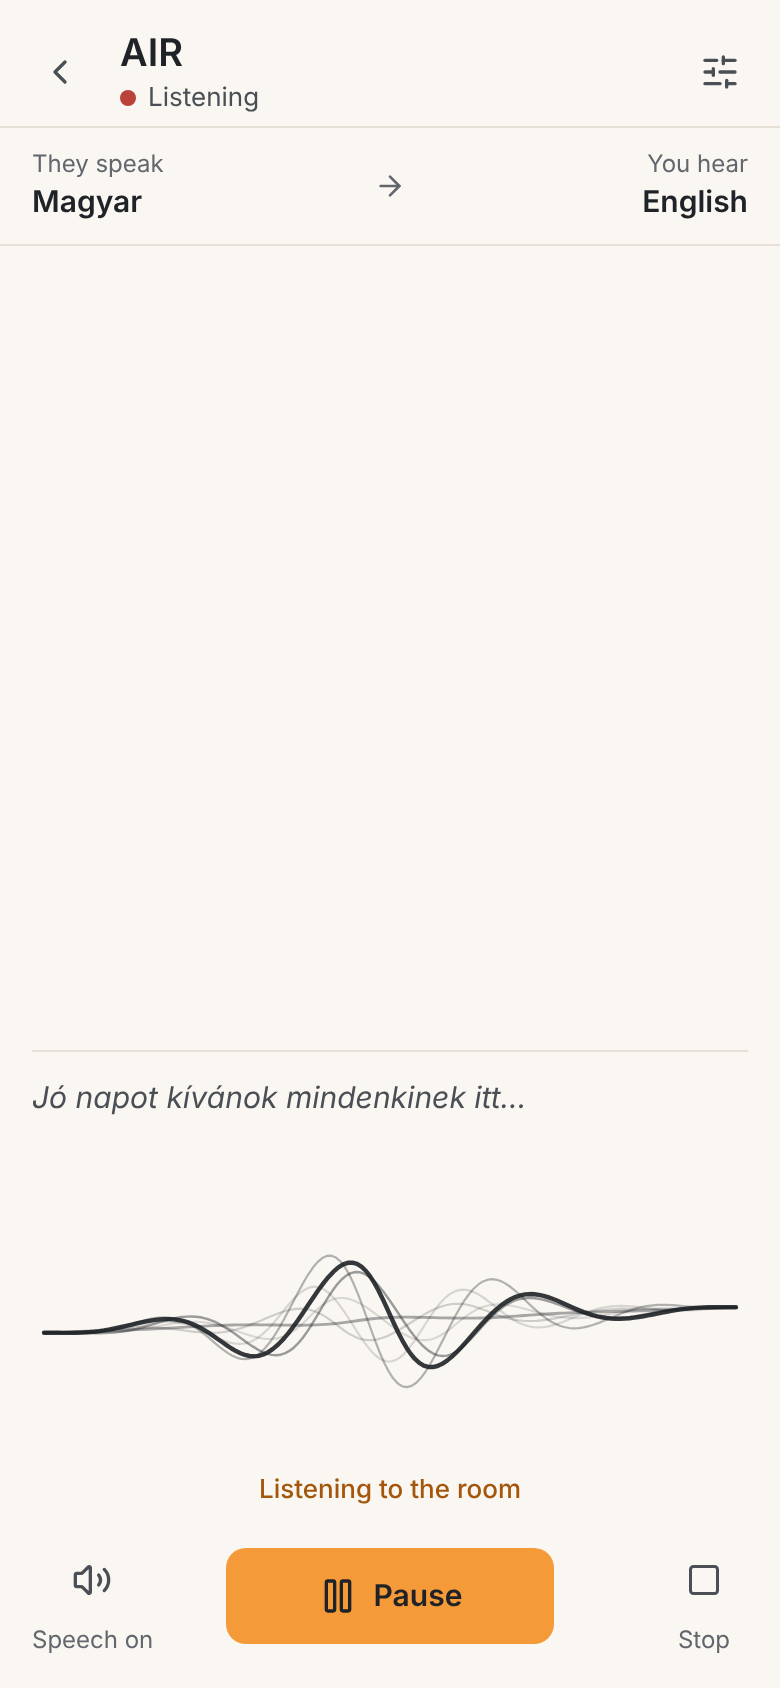 AIR
Listening
They speak
You hear
Magyar
English
Jó napot kívánok mindenkinek itt...
Listening to the room
Pause
Speech on
Stop